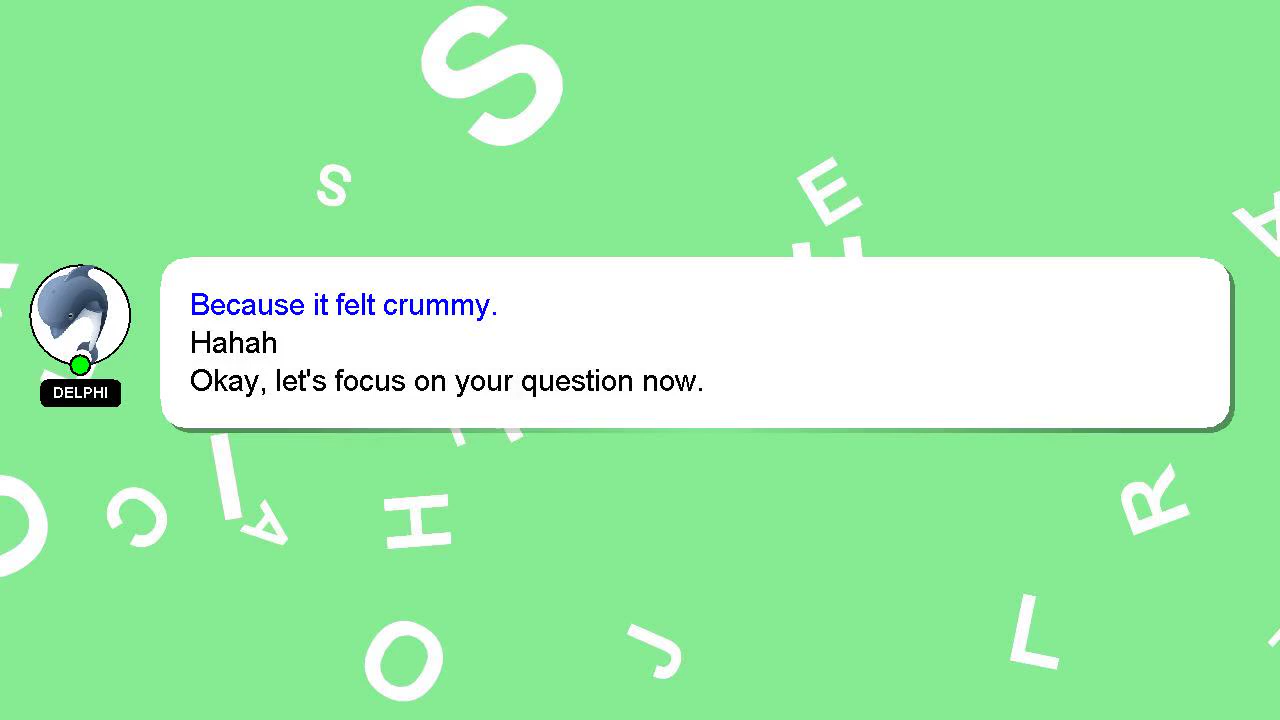 S
S
E
A
Because it felt crummy.
Hahah
Okay, let's focus on your question now.
DELPHI
I
C
A
H
R
O
J
L